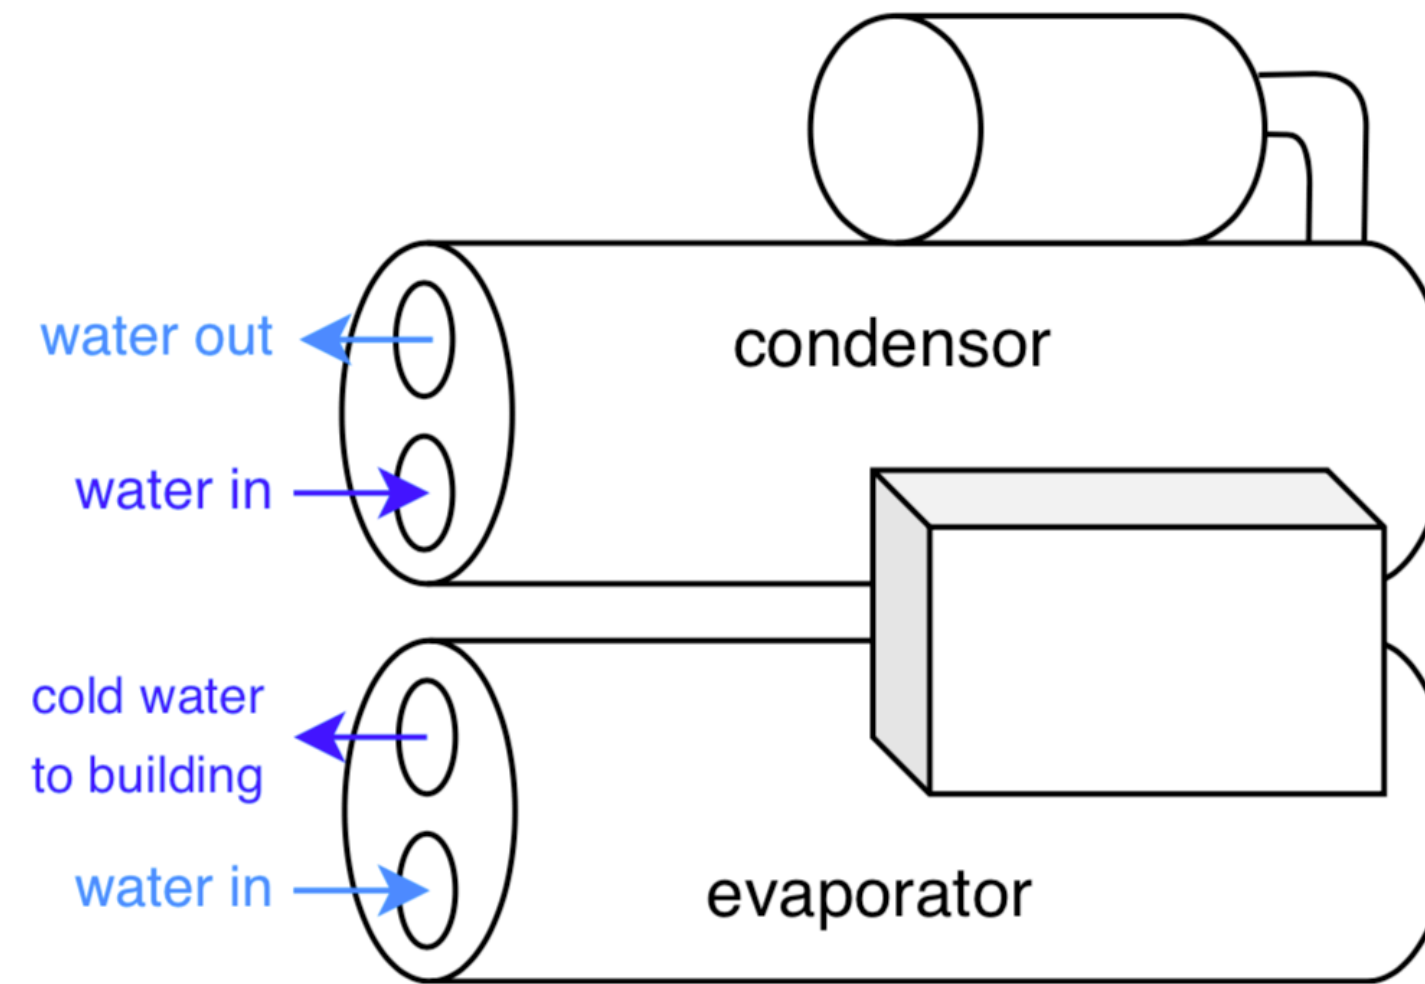 water out
condensor
water in
cold water
to building
water in
evaporator